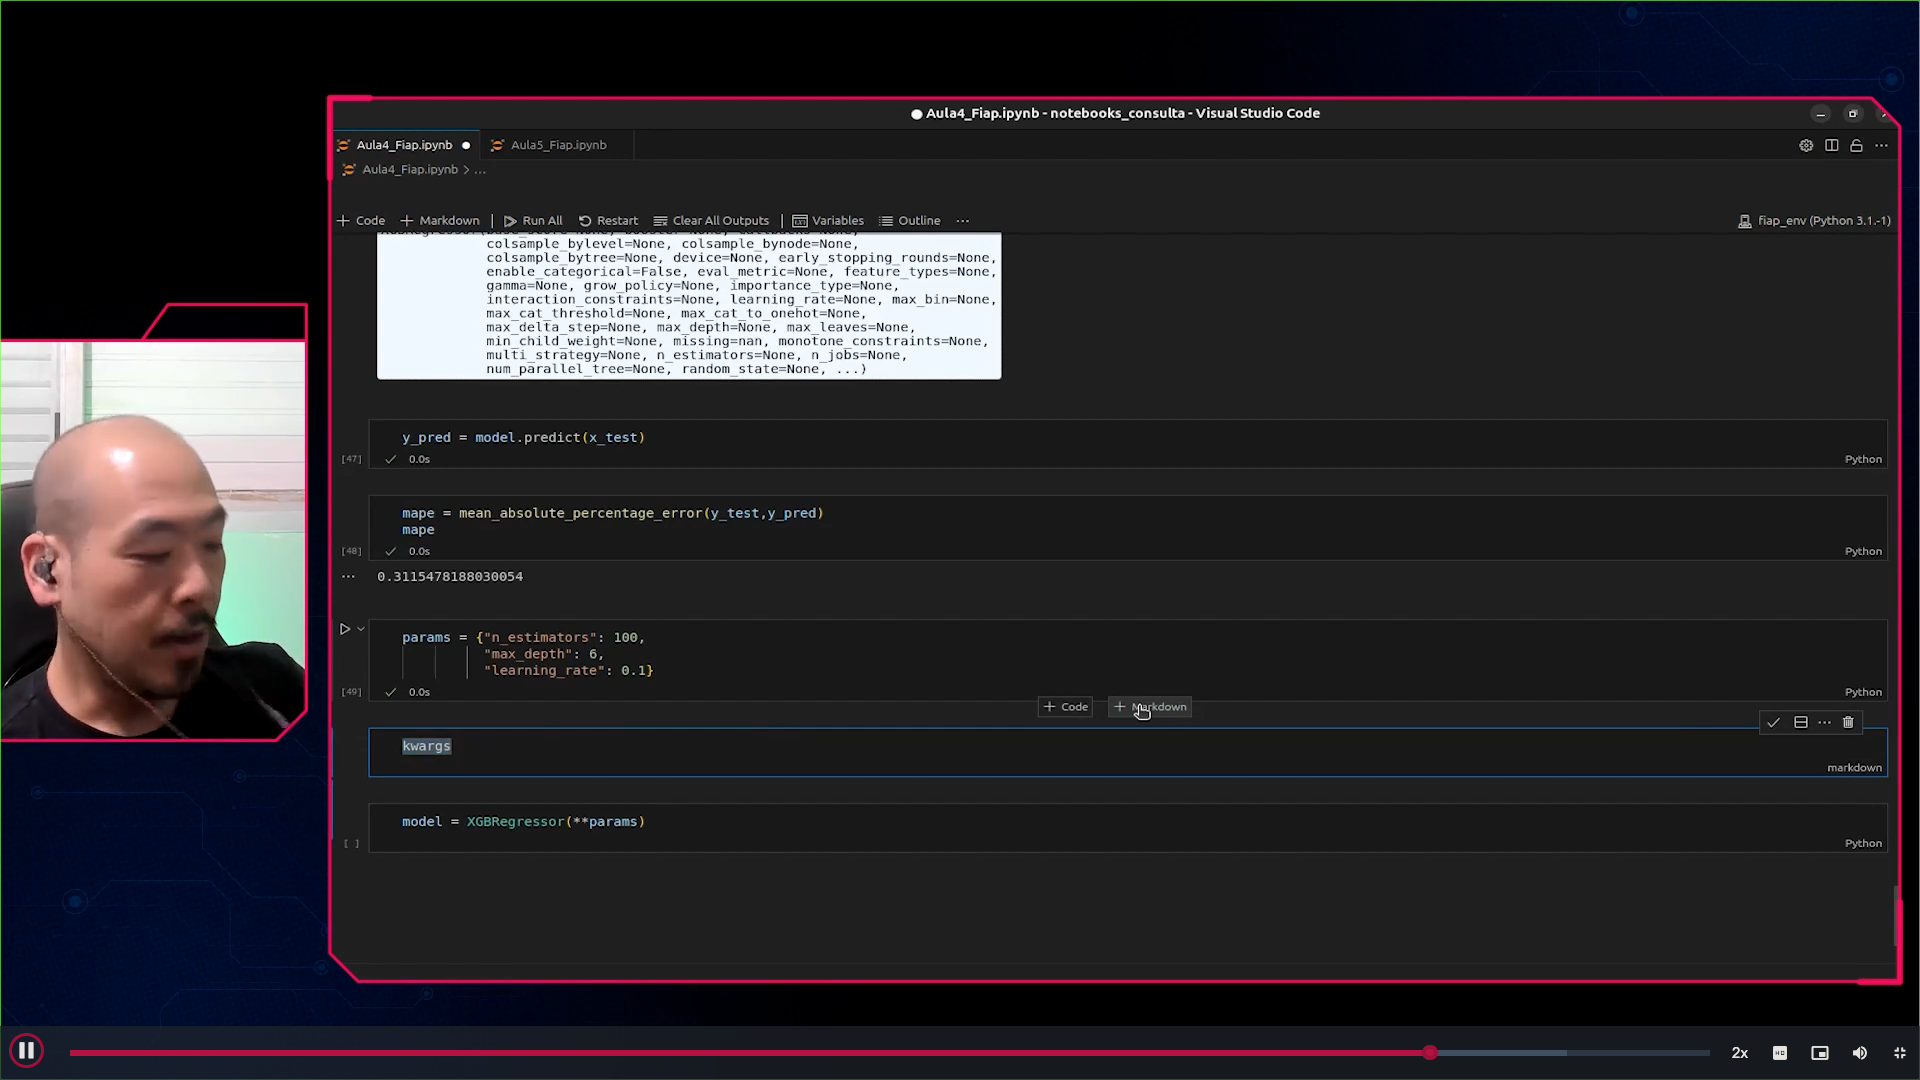 Aula4_Fiap.ipynb - notebooks_consulta - Visual Studio Code
Aula4_Fiap.ipynb
Aula5_Fiap.ipynb
Aula4_Fiap.ipynb > ...
+ Code + Markdown | Run All Restart Clear All Outputs | Variables Outline ...
fiap_env (Python 3.1.-1)
colsample_bylevel=None, colsample_bynode=None,
colsample_bytree=None, device=None, early_stopping_rounds=None,
enable_categorical=False, eval_metric=None, feature_types=None,
gamma=None, grow_policy=None, importance_type=None,
interaction_constraints=None, learning_rate=None, max_bin=None,
max_cat_threshold=None, max_cat_to_onehot=None,
max_delta_step=None, max_depth=None, max_leaves=None,
min_child_weight=None, missing=nan, monotone_constraints=None,
multi_strategy=None, n_estimators=None, n_jobs=None,
num_parallel_tree=None, random_state=None, ...)
y_pred = model.predict(x_test)
[47] 0.0s Python
mape = mean_absolute_percentage_error(y_test,y_pred)
mape
[48] 0.0s Python
... 0.3115478188030054
params = {"n_estimators": 100,
"max_depth": 6,
"learning_rate": 0.1}
[49] 0.0s Python
+ Code + Markdown
kwargs
markdown
model = XGBRegressor(**params)
[ ] Python
2x